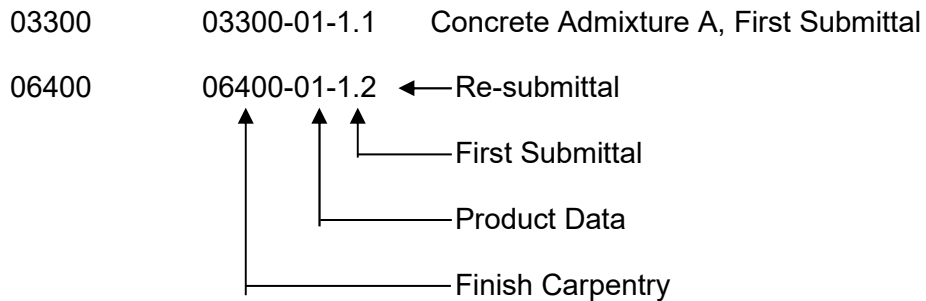 03300 03300-01-1.1 Concrete Admixture A, First Submittal
06400 06400-01-1.2 Re-submittal
First Submittal
Product Data
Finish Carpentry